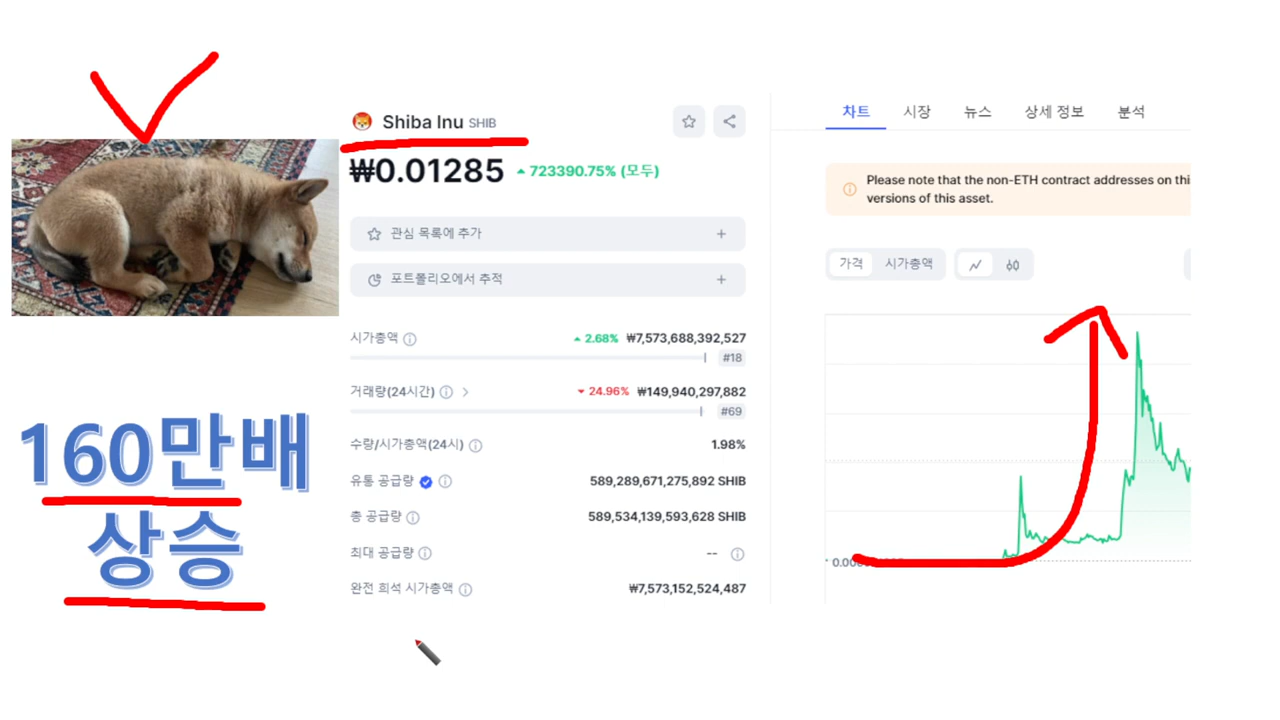 160만배
상승
Shiba Inu SHIB
₩0.01285 723390.75% (모두)
관심 목록에 추가
포트폴리오에서 추적
시가총액 2.68% ₩7,573,688,392,527
#18
거래량(24시간) 24.96% ₩149,940,297,882
#69
수량/시가총액(24시) 1.98%
유통 공급량 589,289,671,275,892 SHIB
총 공급량 589,534,139,593,628 SHIB
최대 공급량 --
완전 희석 시가총액 ₩7,573,152,524,487
차트 시장 뉴스 상세 정보 분석
Please note that the non-ETH contract addresses on thi
versions of this asset.
가격 시가총액